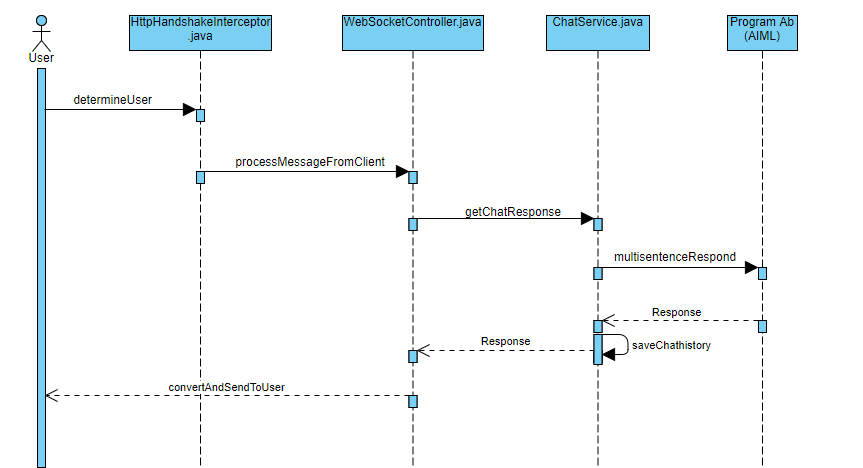 HttpHandshakeInterceptor
.java
WebSocketController.java
ChatService.java
Program Ab
(AIML)
User
determineUser
processMessageFromClient
getChatResponse
multisentenceRespond
Response
Response
saveChathistory
convertAndSendToUser